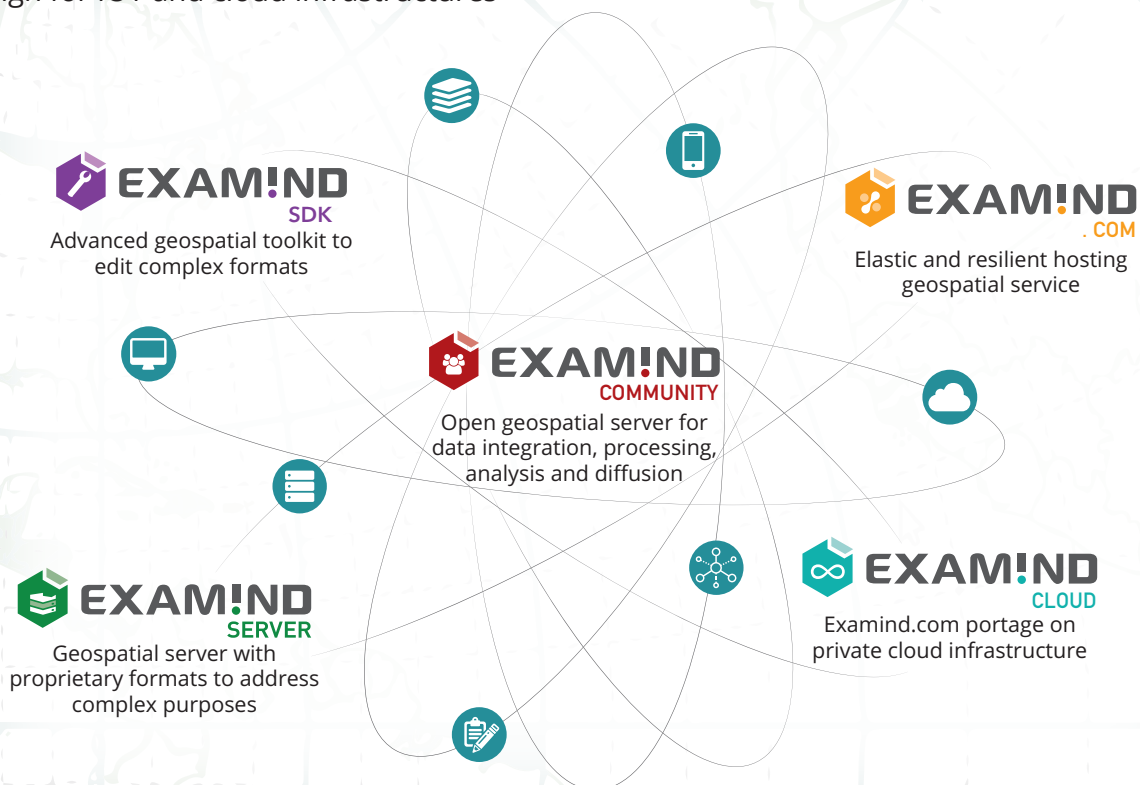 EXAM!ND
SDK
Advanced geospatial toolkit to
edit complex formats
EXAM!ND
. COM
Elastic and resilient hosting
geospatial service
EXAM!ND
COMMUNITY
Open geospatial server for
data integration, processing,
analysis and diffusion
EXAM!ND
SERVER
Geospatial server with
proprietary formats to address
complex purposes
EXAM!ND
CLOUD
Examind.com portage on
private cloud infrastructure